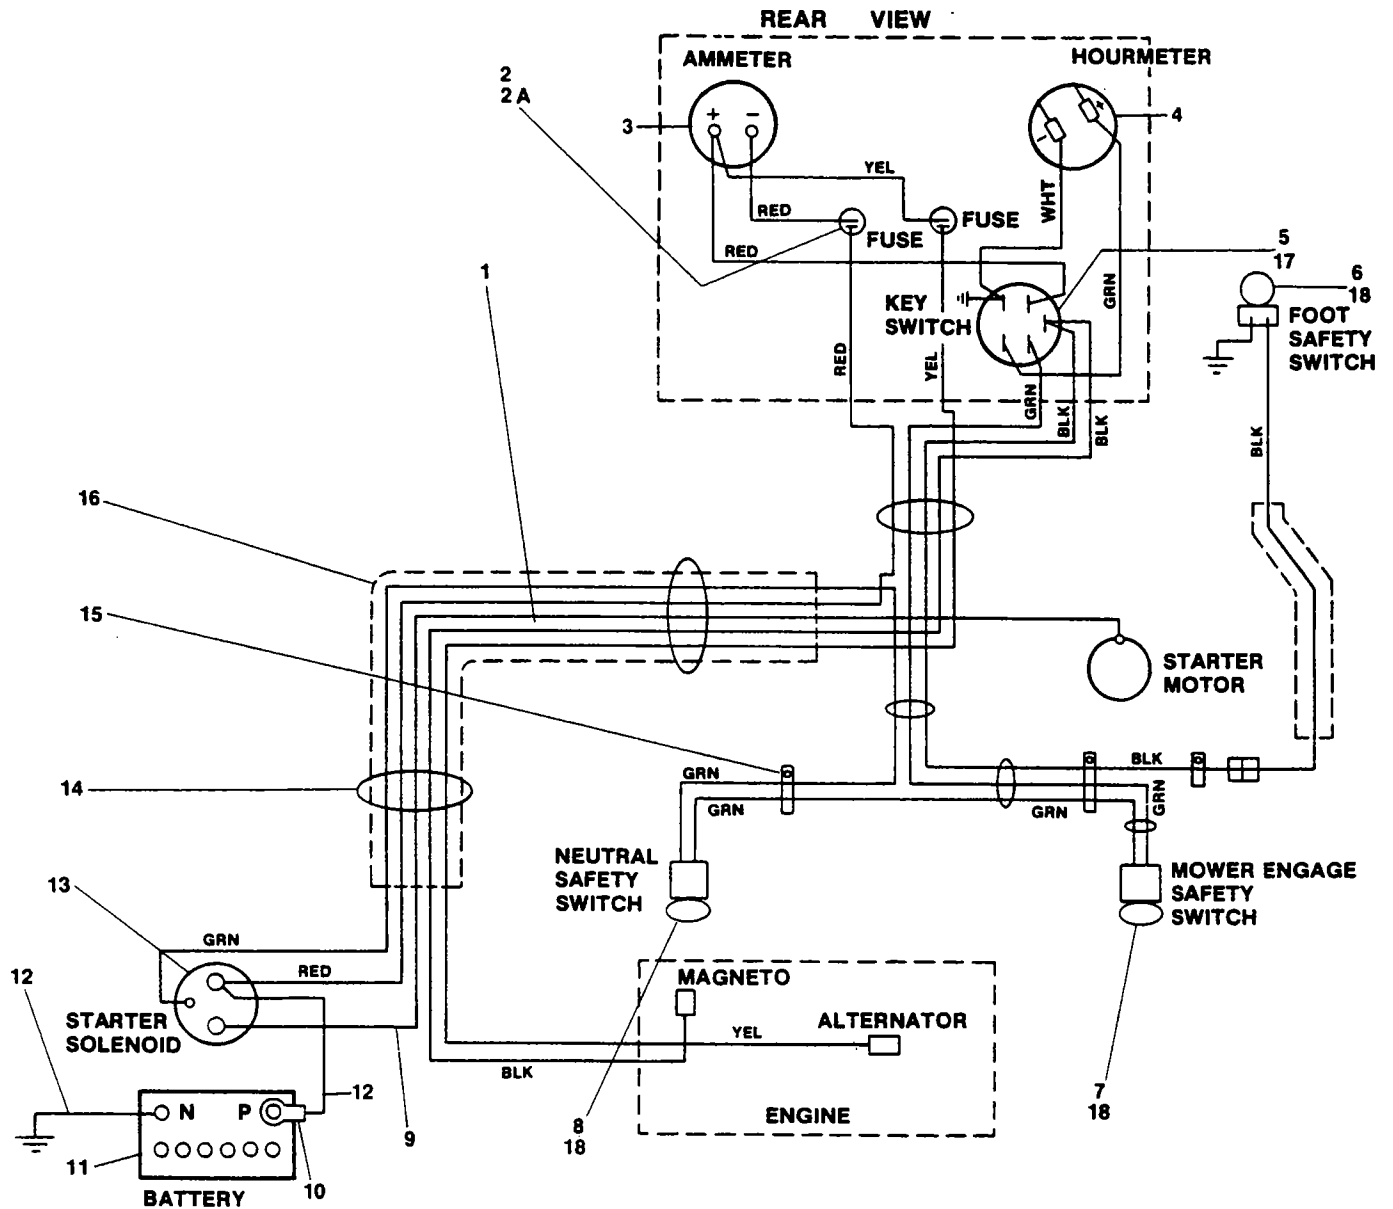 REAR VIEW
AMMETER
HOURMETER
2
2A
3
+ −
− +
4
YEL
RED
FUSE
FUSE
WHT
RED
5
17
1
KEY
SWITCH
GRN
6
18
FOOT
SAFETY
SWITCH
RED
YEL
GRN
BLK
BLK
BLK
16
15
STARTER
MOTOR
14
GRN
GRN
BLK
GRN
GRN
NEUTRAL
SAFETY
SWITCH
MOWER ENGAGE
SAFETY
SWITCH
13
GRN
12
RED
MAGNETO
STARTER
SOLENOID
YEL
ALTERNATOR
BLK
12
N P
7
18
ENGINE
8
18
9
11
10
BATTERY